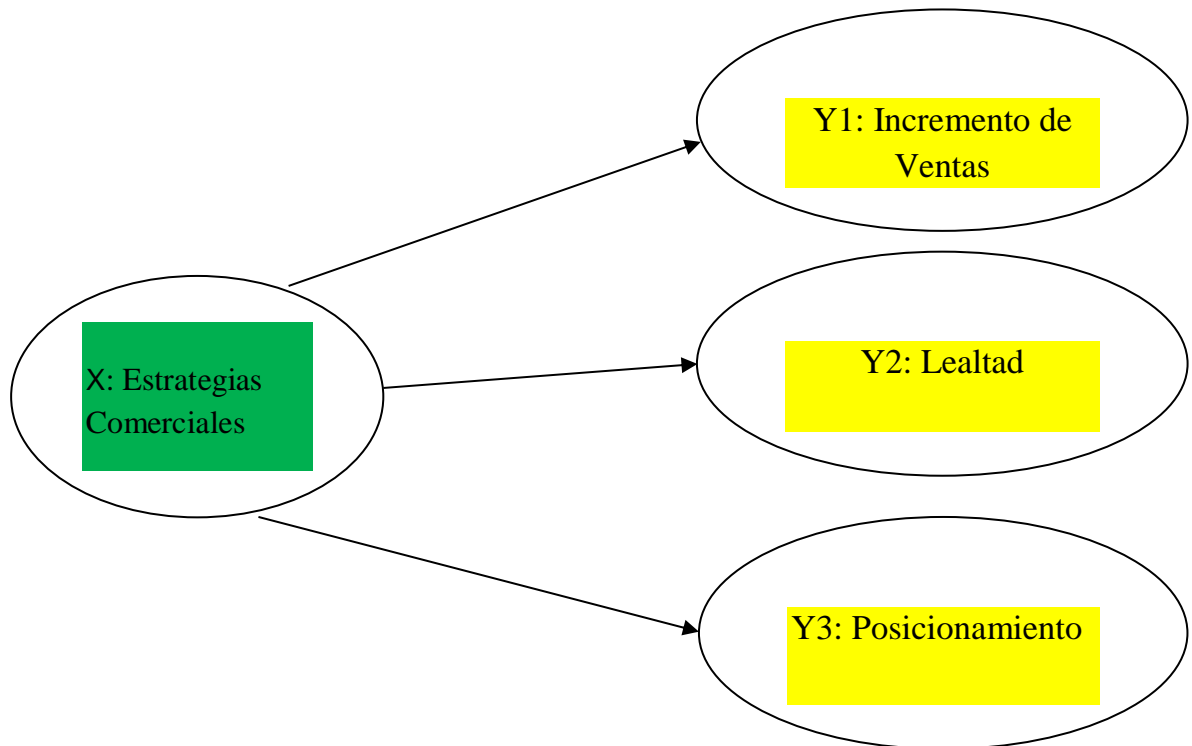 Y1: Incremento de
Ventas
X: Estrategias
Comerciales
Y2: Lealtad
Y3: Posicionamiento